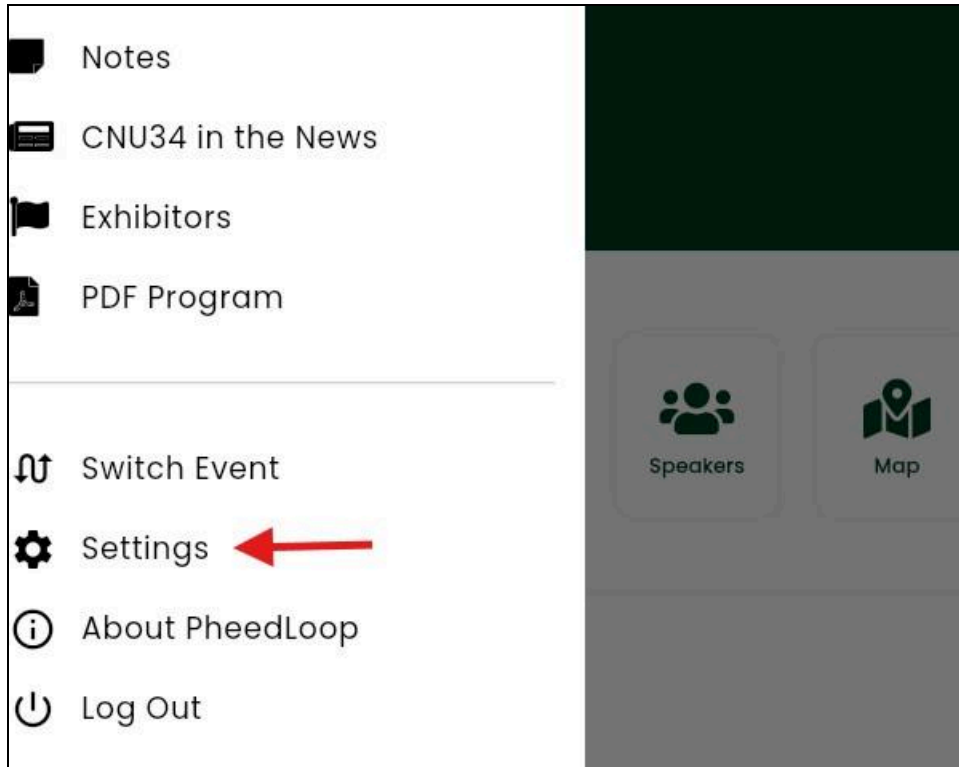 Notes
CNU34 in the News
Exhibitors
PDF Program
Switch Event
Settings
About PheedLoop
Log Out
Speakers
Map